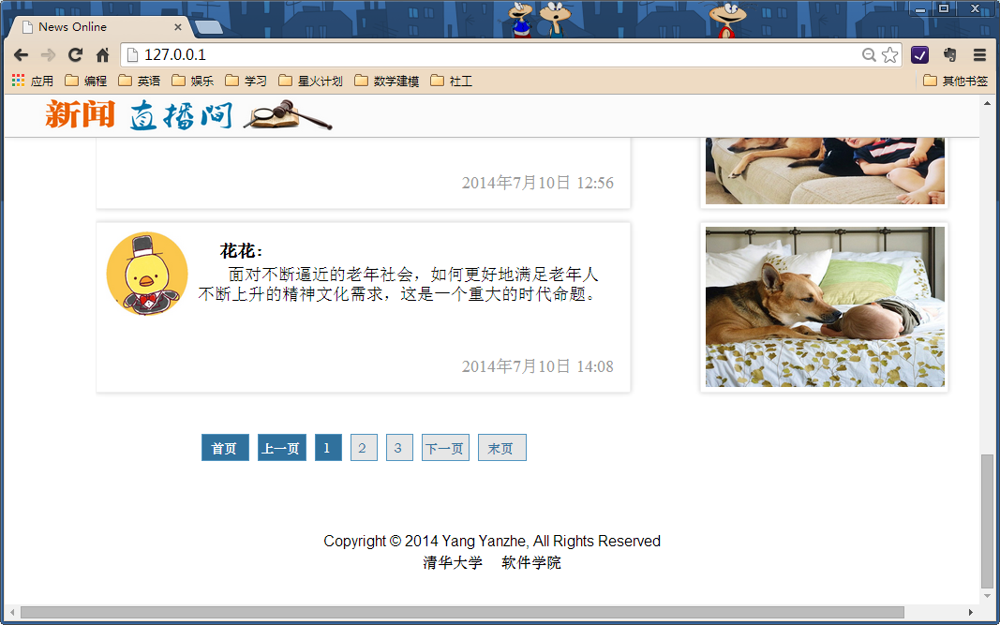 News Online
127.0.0.1
应用 编程 英语 娱乐 学习 星火计划 数学建模 社工 其他书签
新闻 直播间
2014年7月10日 12:56
花花：
面对不断逼近的老年社会，如何更好地满足老年人
不断上升的精神文化需求，这是一个重大的时代命题。
2014年7月10日 14:08
首页 上一页 1 2 3 下一页 末页
Copyright © 2014 Yang Yanzhe, All Rights Reserved
清华大学 软件学院